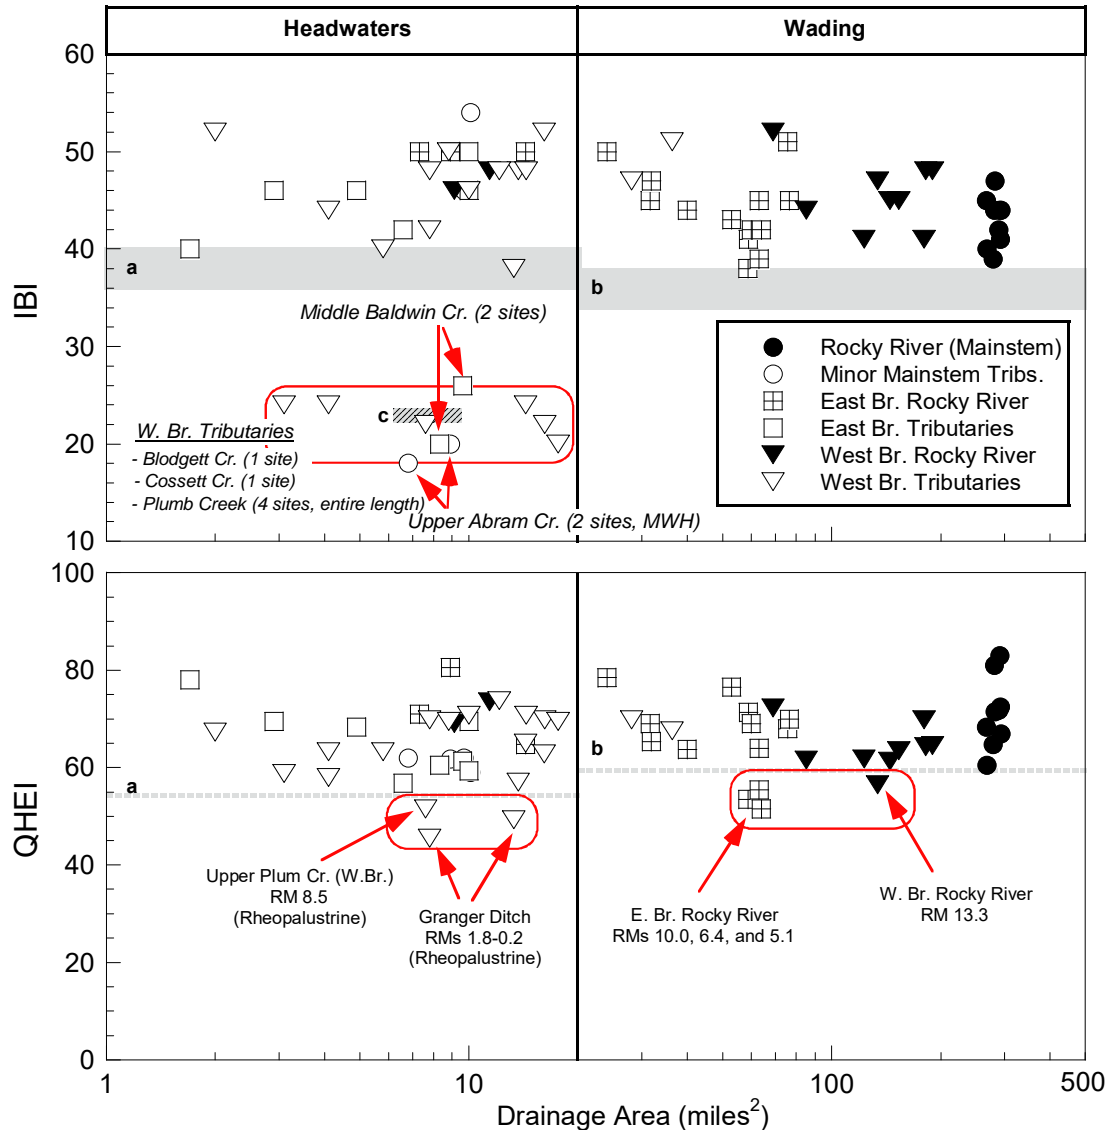 Headwaters
Wading
60
50
40
30
20
10
IBI
a
b
Middle Baldwin Cr. (2 sites)
c
W. Br. Tributaries
- Blodgett Cr. (1 site)
- Cossett Cr. (1 site)
- Plumb Creek (4 sites, entire length)
Upper Abram Cr. (2 sites, MWH)
Rocky River (Mainstem)
Minor Mainstem Tribs.
East Br. Rocky River
East Br. Tributaries
West Br. Rocky River
West Br. Tributaries
100
80
60
40
20
0
QHEI
a
b
Upper Plum Cr. (W.Br.)
RM 8.5
(Rheopalustrine)
Granger Ditch
RMs 1.8-0.2
(Rheopalustrine)
E. Br. Rocky River
RMs 10.0, 6.4, and 5.1
W. Br. Rocky River
RM 13.3
1
10
100
500
Drainage Area (miles²)